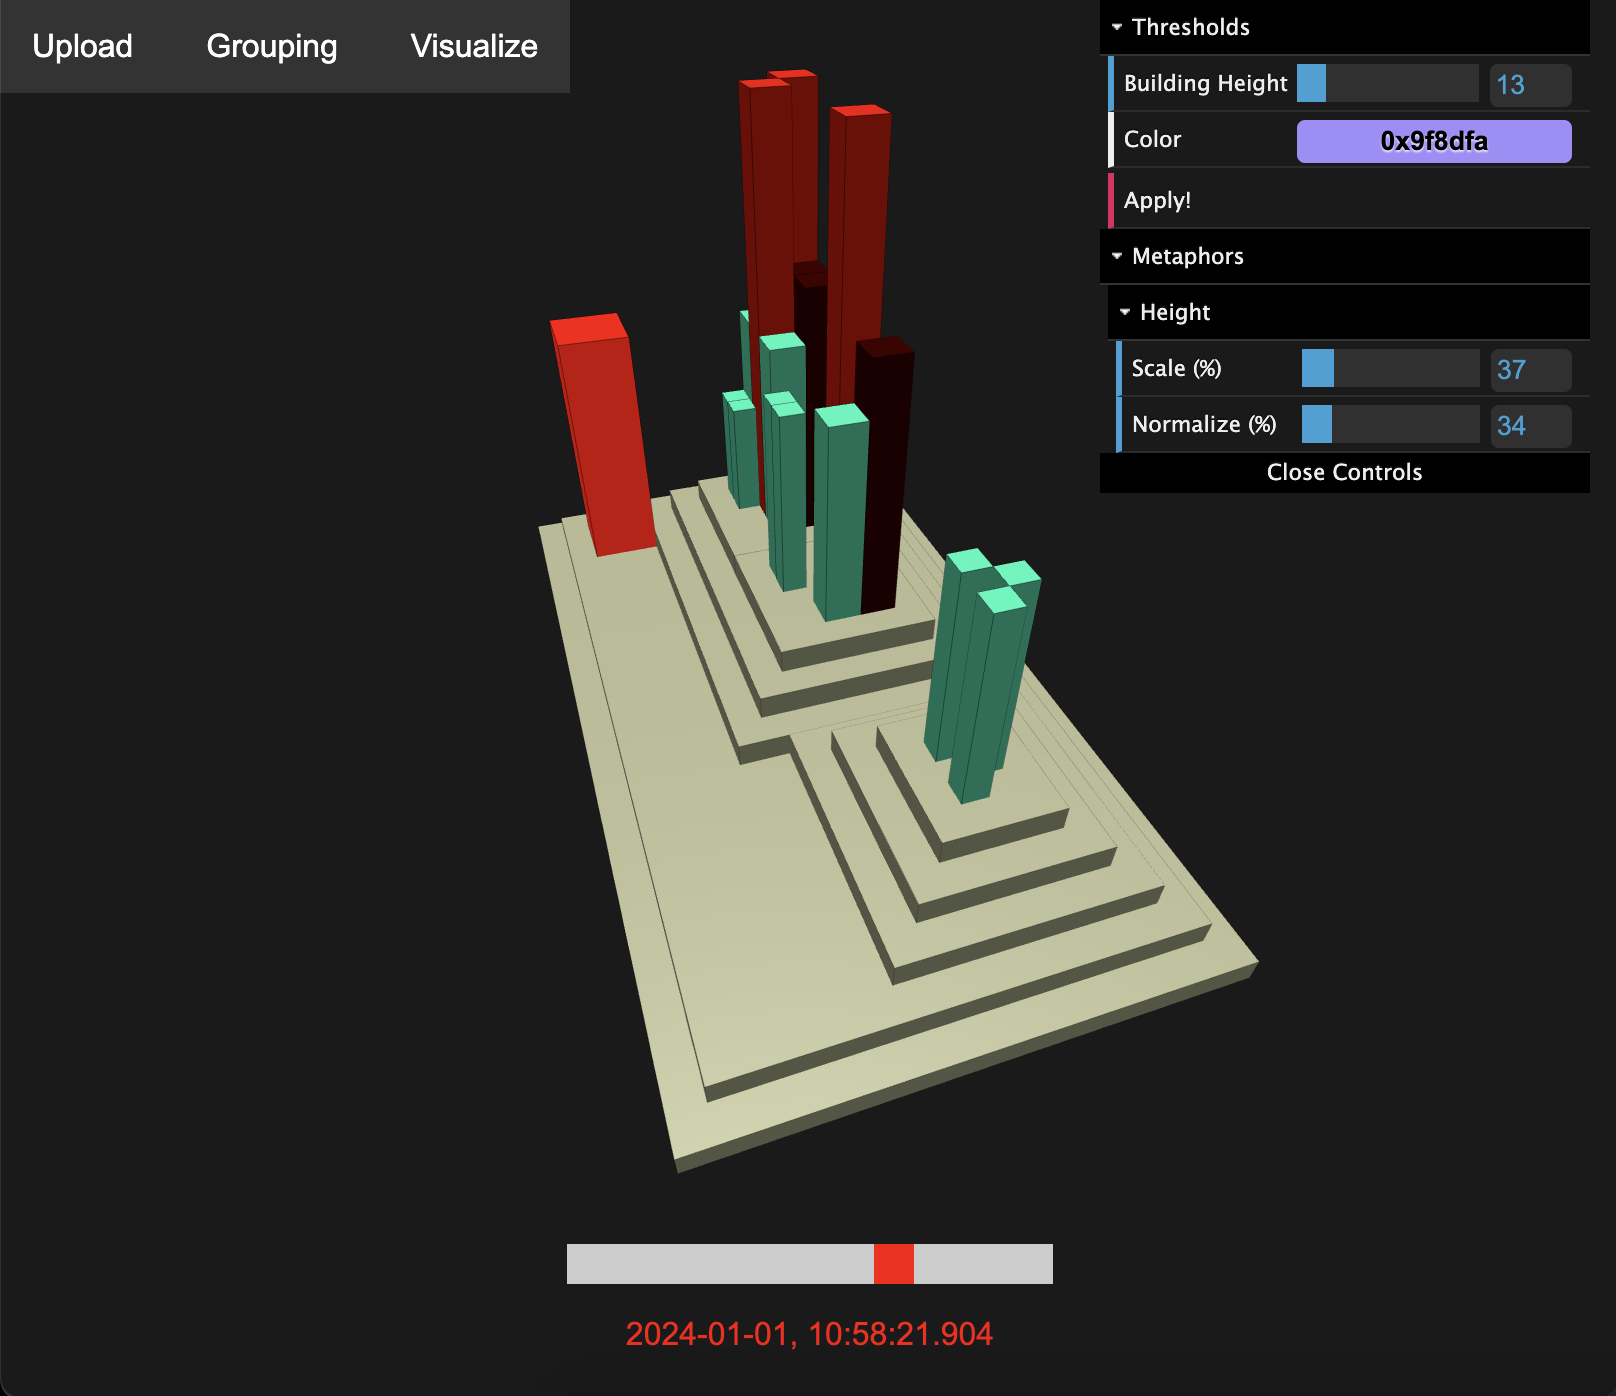 Upload Grouping Visualize
Thresholds
Building Height 13
Color 0x9f8dfa
Apply!
Metaphors
Height
Scale (%) 37
Normalize (%) 34
Close Controls
2024-01-01, 10:58:21.904